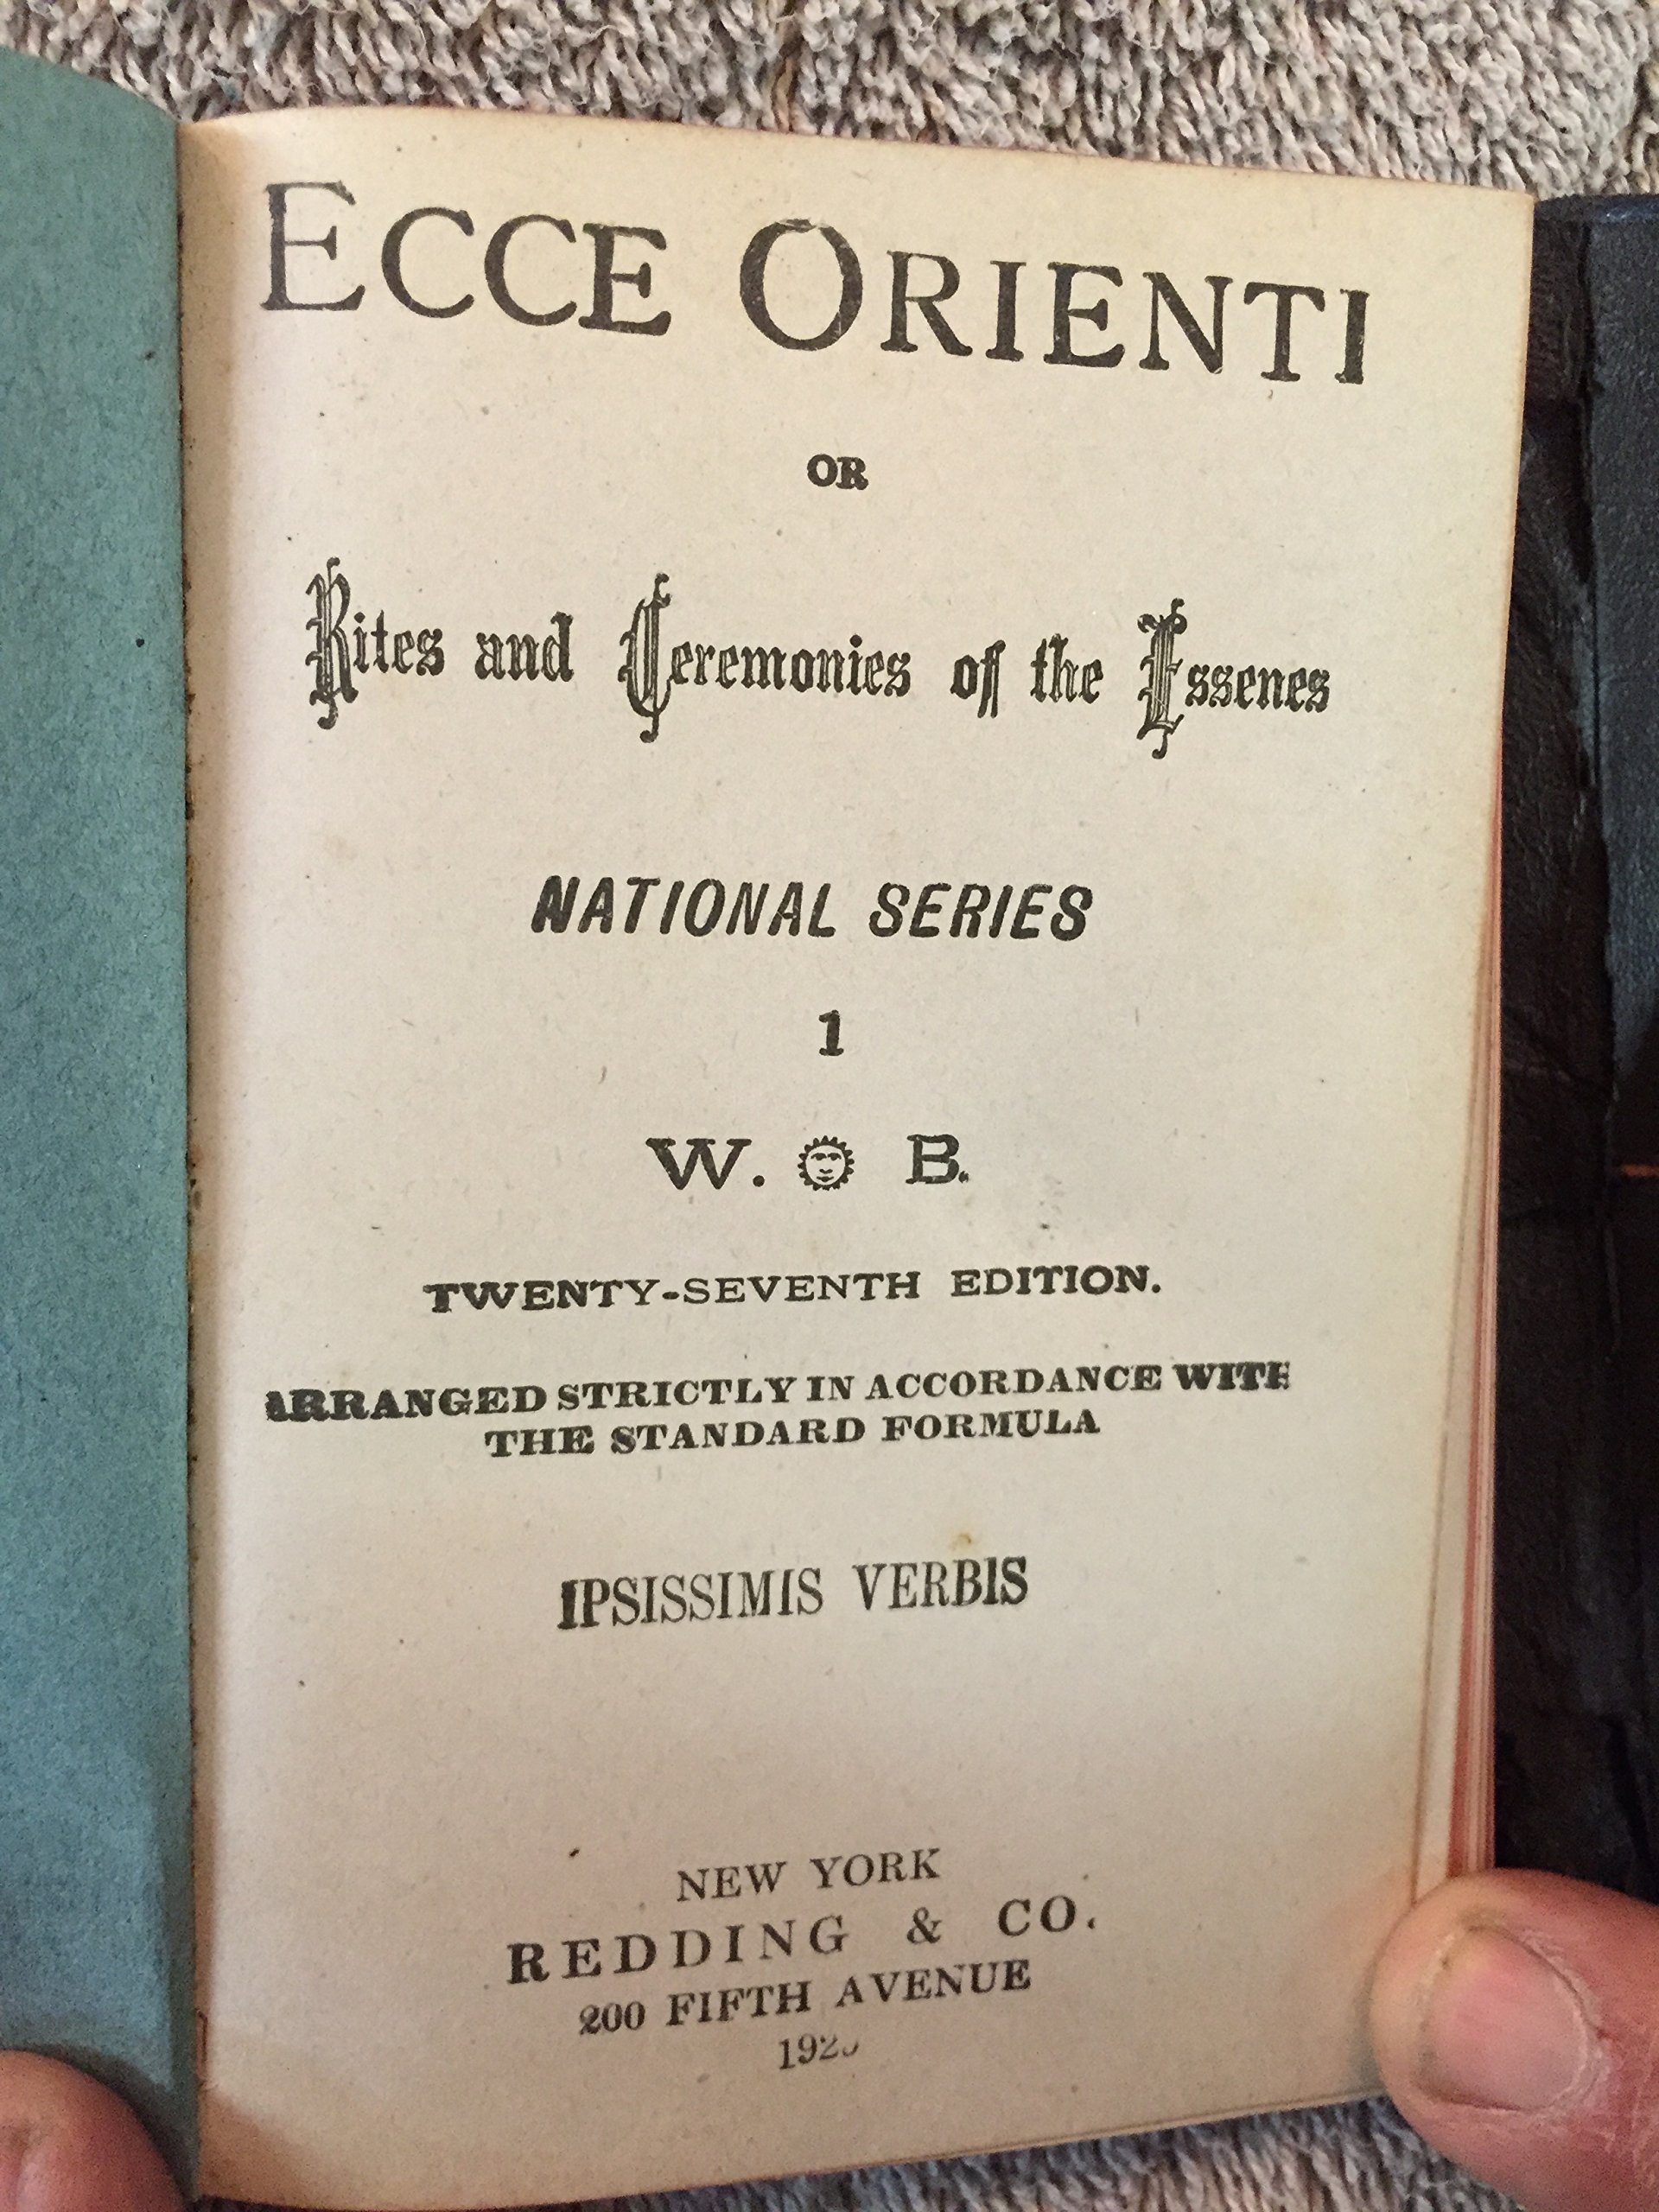 ECCE ORIENTI
OR
Rites and Ceremonies of the Essenes
NATIONAL SERIES
1
W. B.
TWENTY-SEVENTH EDITION.
ARRANGED STRICTLY IN ACCORDANCE WITH
THE STANDARD FORMULA
IPSISSIMIS VERBIS
NEW YORK
REDDING & CO.
200 FIFTH AVENUE